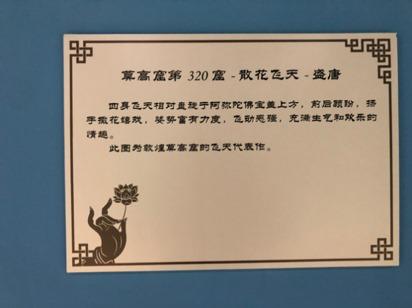 莫高窟第 320 窟 - 散花飞天 - 盛唐
四身飞天相对盘旋于阿弥陀佛宝盖上方，前后顾盼，扬
手散花嬉戏，姿势富有力度，飞动感强，充满生气和欢乐的
情趣。
此图为敦煌莫高窟的飞天代表作。